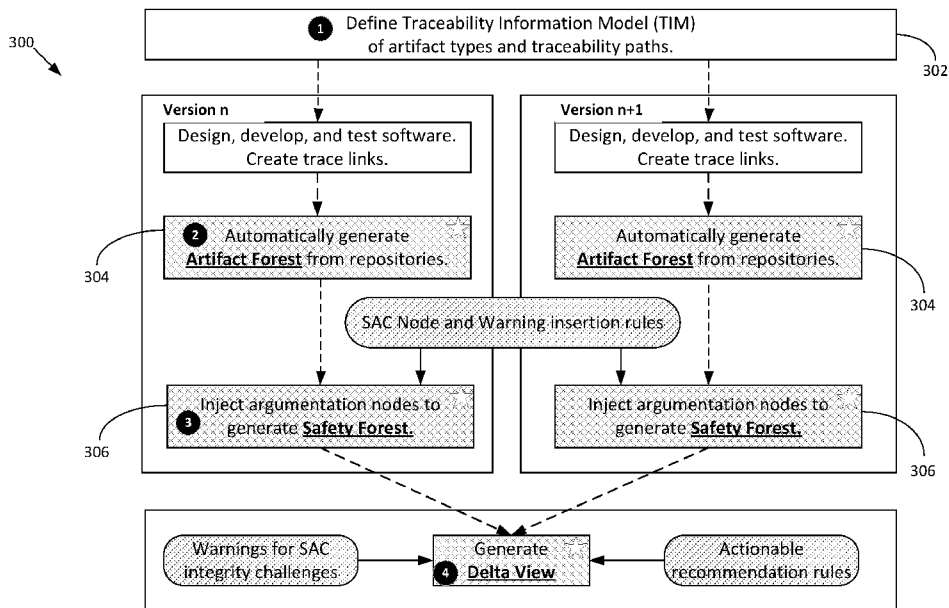 300
1 Define Traceability Information Model (TIM)
of artifact types and traceability paths.
302
Version n
Design, develop, and test software.
Create trace links.
2 Automatically generate
Artifact Forest from repositories.
304
Version n+1
Design, develop, and test software.
Create trace links.
Automatically generate
Artifact Forest from repositories.
304
SAC Node and Warning insertion rules
3 Inject argumentation nodes to
generate Safety Forest.
306
Inject argumentation nodes to
generate Safety Forest.
306
Warnings for SAC
integrity challenges
Generate
4 Delta View
Actionable
recommendation rules